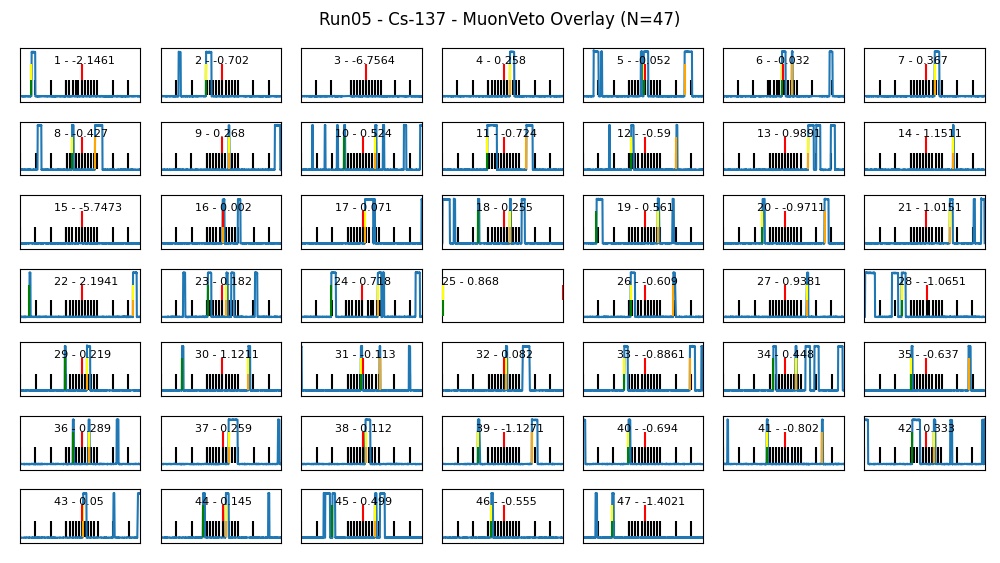 Run05 - Cs-137 - MuonVeto Overlay (N=47)
1 - -2.1461
2 - -0.702
3 - -6.7564
4 - 0.258
5 - -0.052
6 - -0.032
7 - 0.367
8 - -0.427
9 - 0.268
10 - 0.524
11 - -0.724
12 - -0.59
13 - 0.9891
14 - 1.1511
15 - -5.7473
16 - 0.002
17 - 0.071
18 - 0.255
19 - 0.561
20 - -0.9711
21 - 1.0151
22 - 2.1941
23 - 0.182
24 - 0.718
25 - 0.868
26 - -0.609
27 - 0.9381
28 - -1.0651
29 - 0.219
30 - 1.1211
31 - -0.113
32 - 0.082
33 - -0.8861
34 - 0.448
35 - -0.637
36 - 0.289
37 - 0.259
38 - 0.112
39 - -1.1271
40 - -0.694
41 - -0.802
42 - 0.333
43 - 0.05
44 - 0.145
45 - 0.499
46 - -0.555
47 - -1.4021